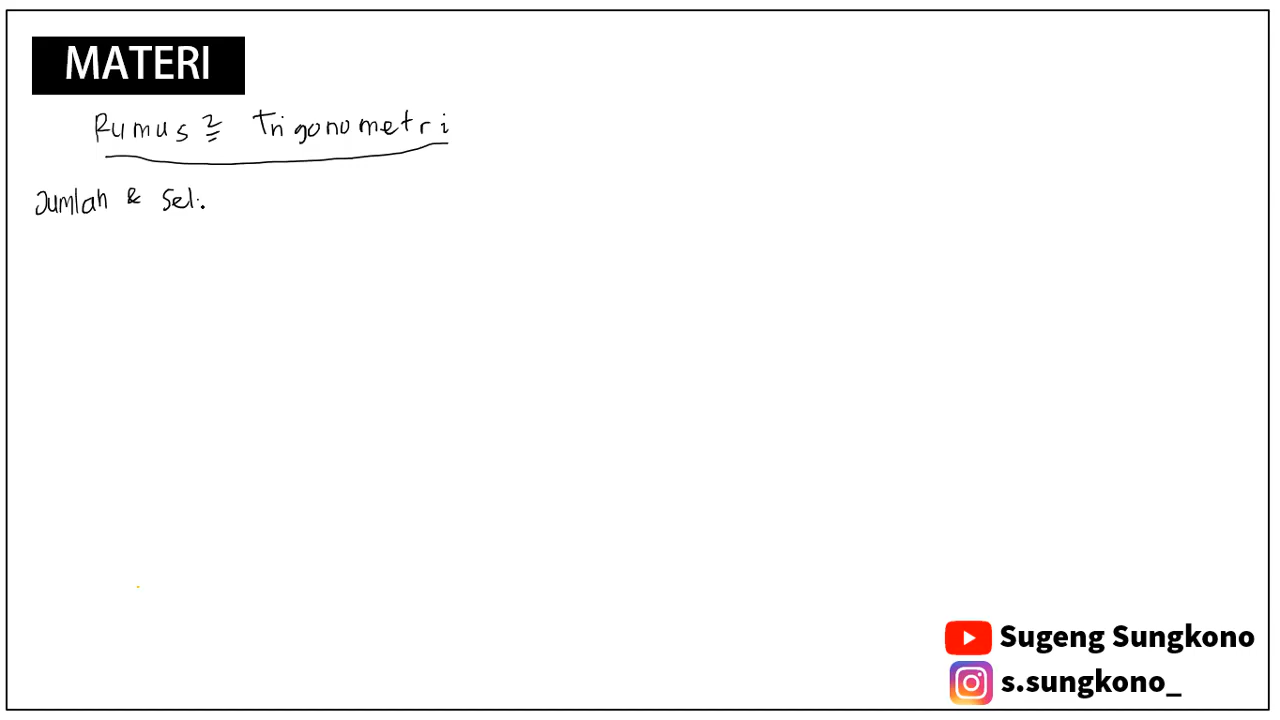 MATERI
Rumus2 Trigonometri
Jumlah & Sel.
Sugeng Sungkono
s.sungkono_